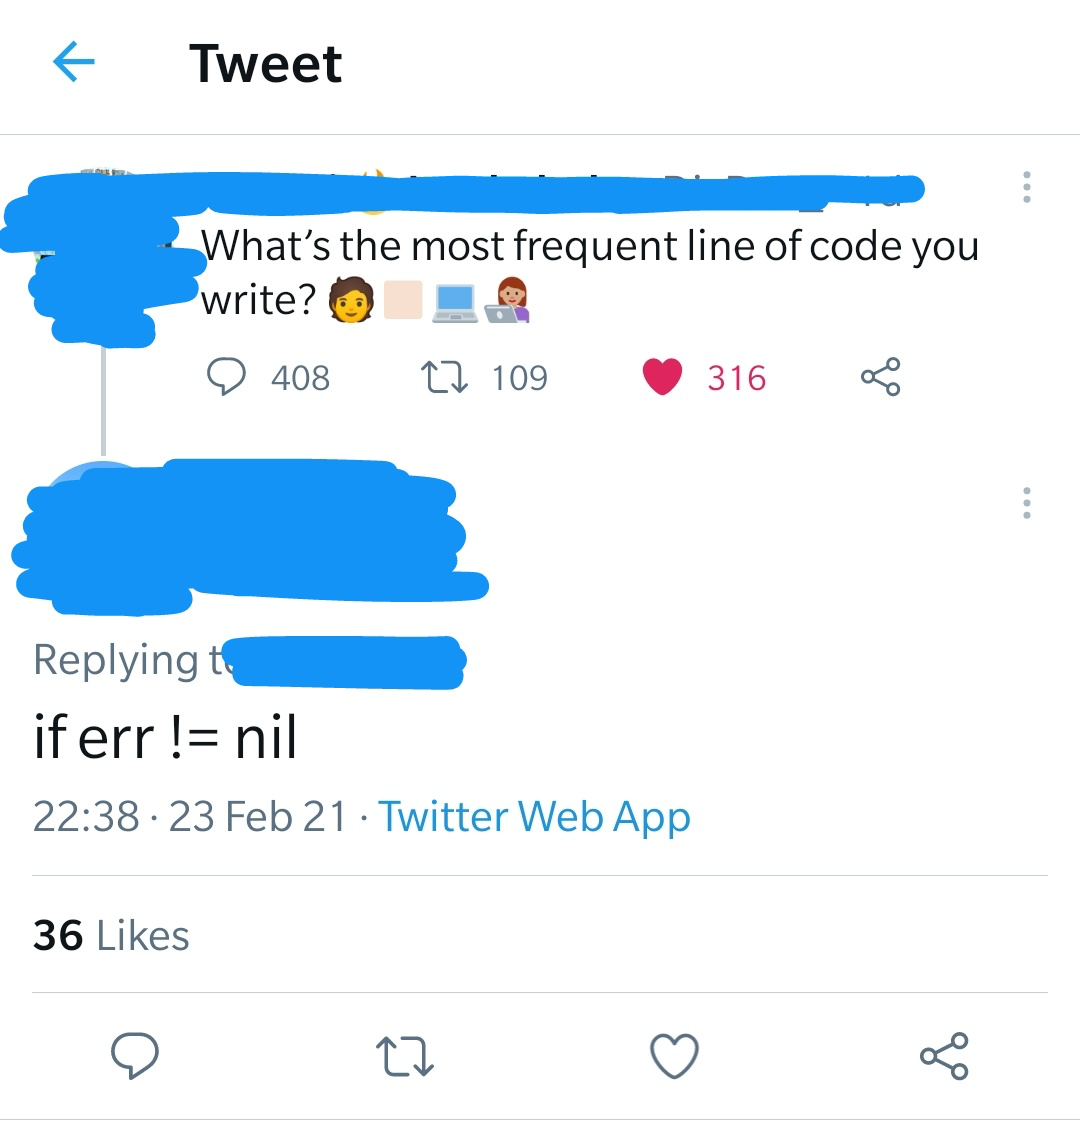 Tweet
What's the most frequent line of code you
write? 🧑🏻💻👩🏽‍💻
408 109 316
Replying
if err != nil
22:38 · 23 Feb 21 · Twitter Web App
36 Likes